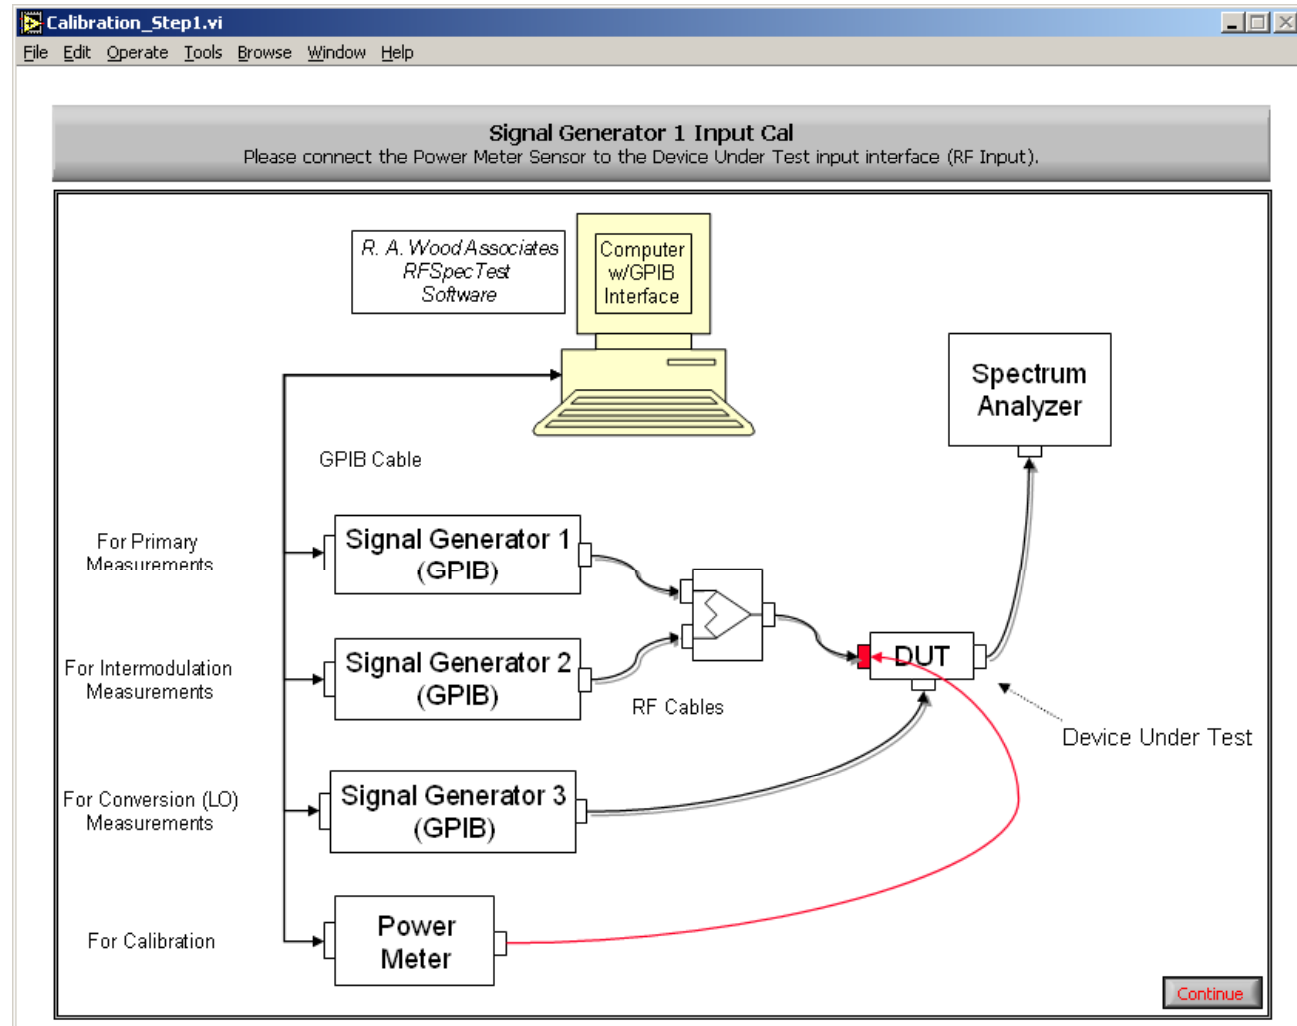 Calibration_Step1.vi
File Edit Operate Tools Browse Window Help
Signal Generator 1 Input Cal
Please connect the Power Meter Sensor to the Device Under Test input interface (RF Input).
R. A. Wood Associates
RFSpecTest
Software
Computer
w/GPIB
Interface
Spectrum
Analyzer
GPIB Cable
For Primary
Measurements
Signal Generator 1
(GPIB)
For Intermodulation
Measurements
Signal Generator 2
(GPIB)
RF Cables
DUT
Device Under Test
For Conversion (LO)
Measurements
Signal Generator 3
(GPIB)
For Calibration
Power
Meter
Continue